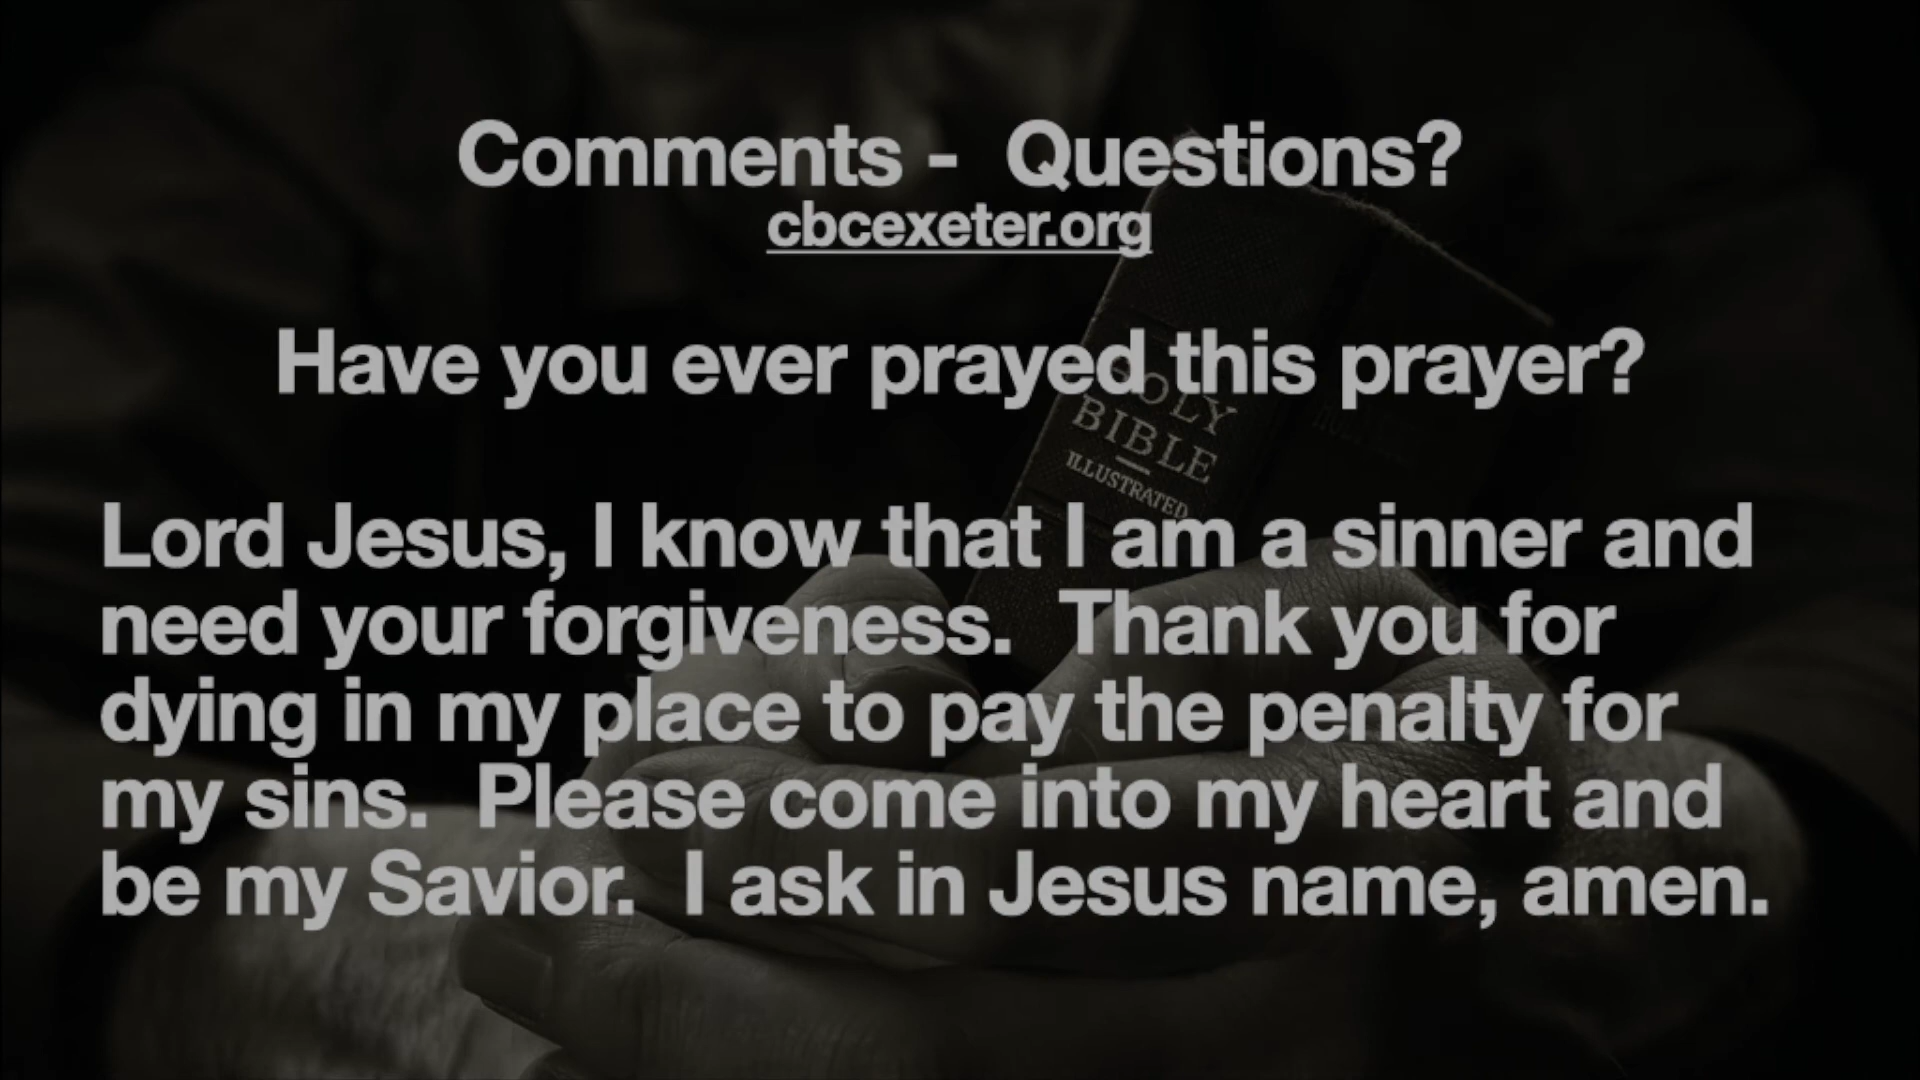 Comments - Questions?
cbcexeter.org
Have you ever prayed this prayer?
HOLY
BIBLE
ILLUSTRATED
Lord Jesus, I know that I am a sinner and
need your forgiveness. Thank you for
dying in my place to pay the penalty for
my sins. Please come into my heart and
be my Savior. I ask in Jesus name, amen.